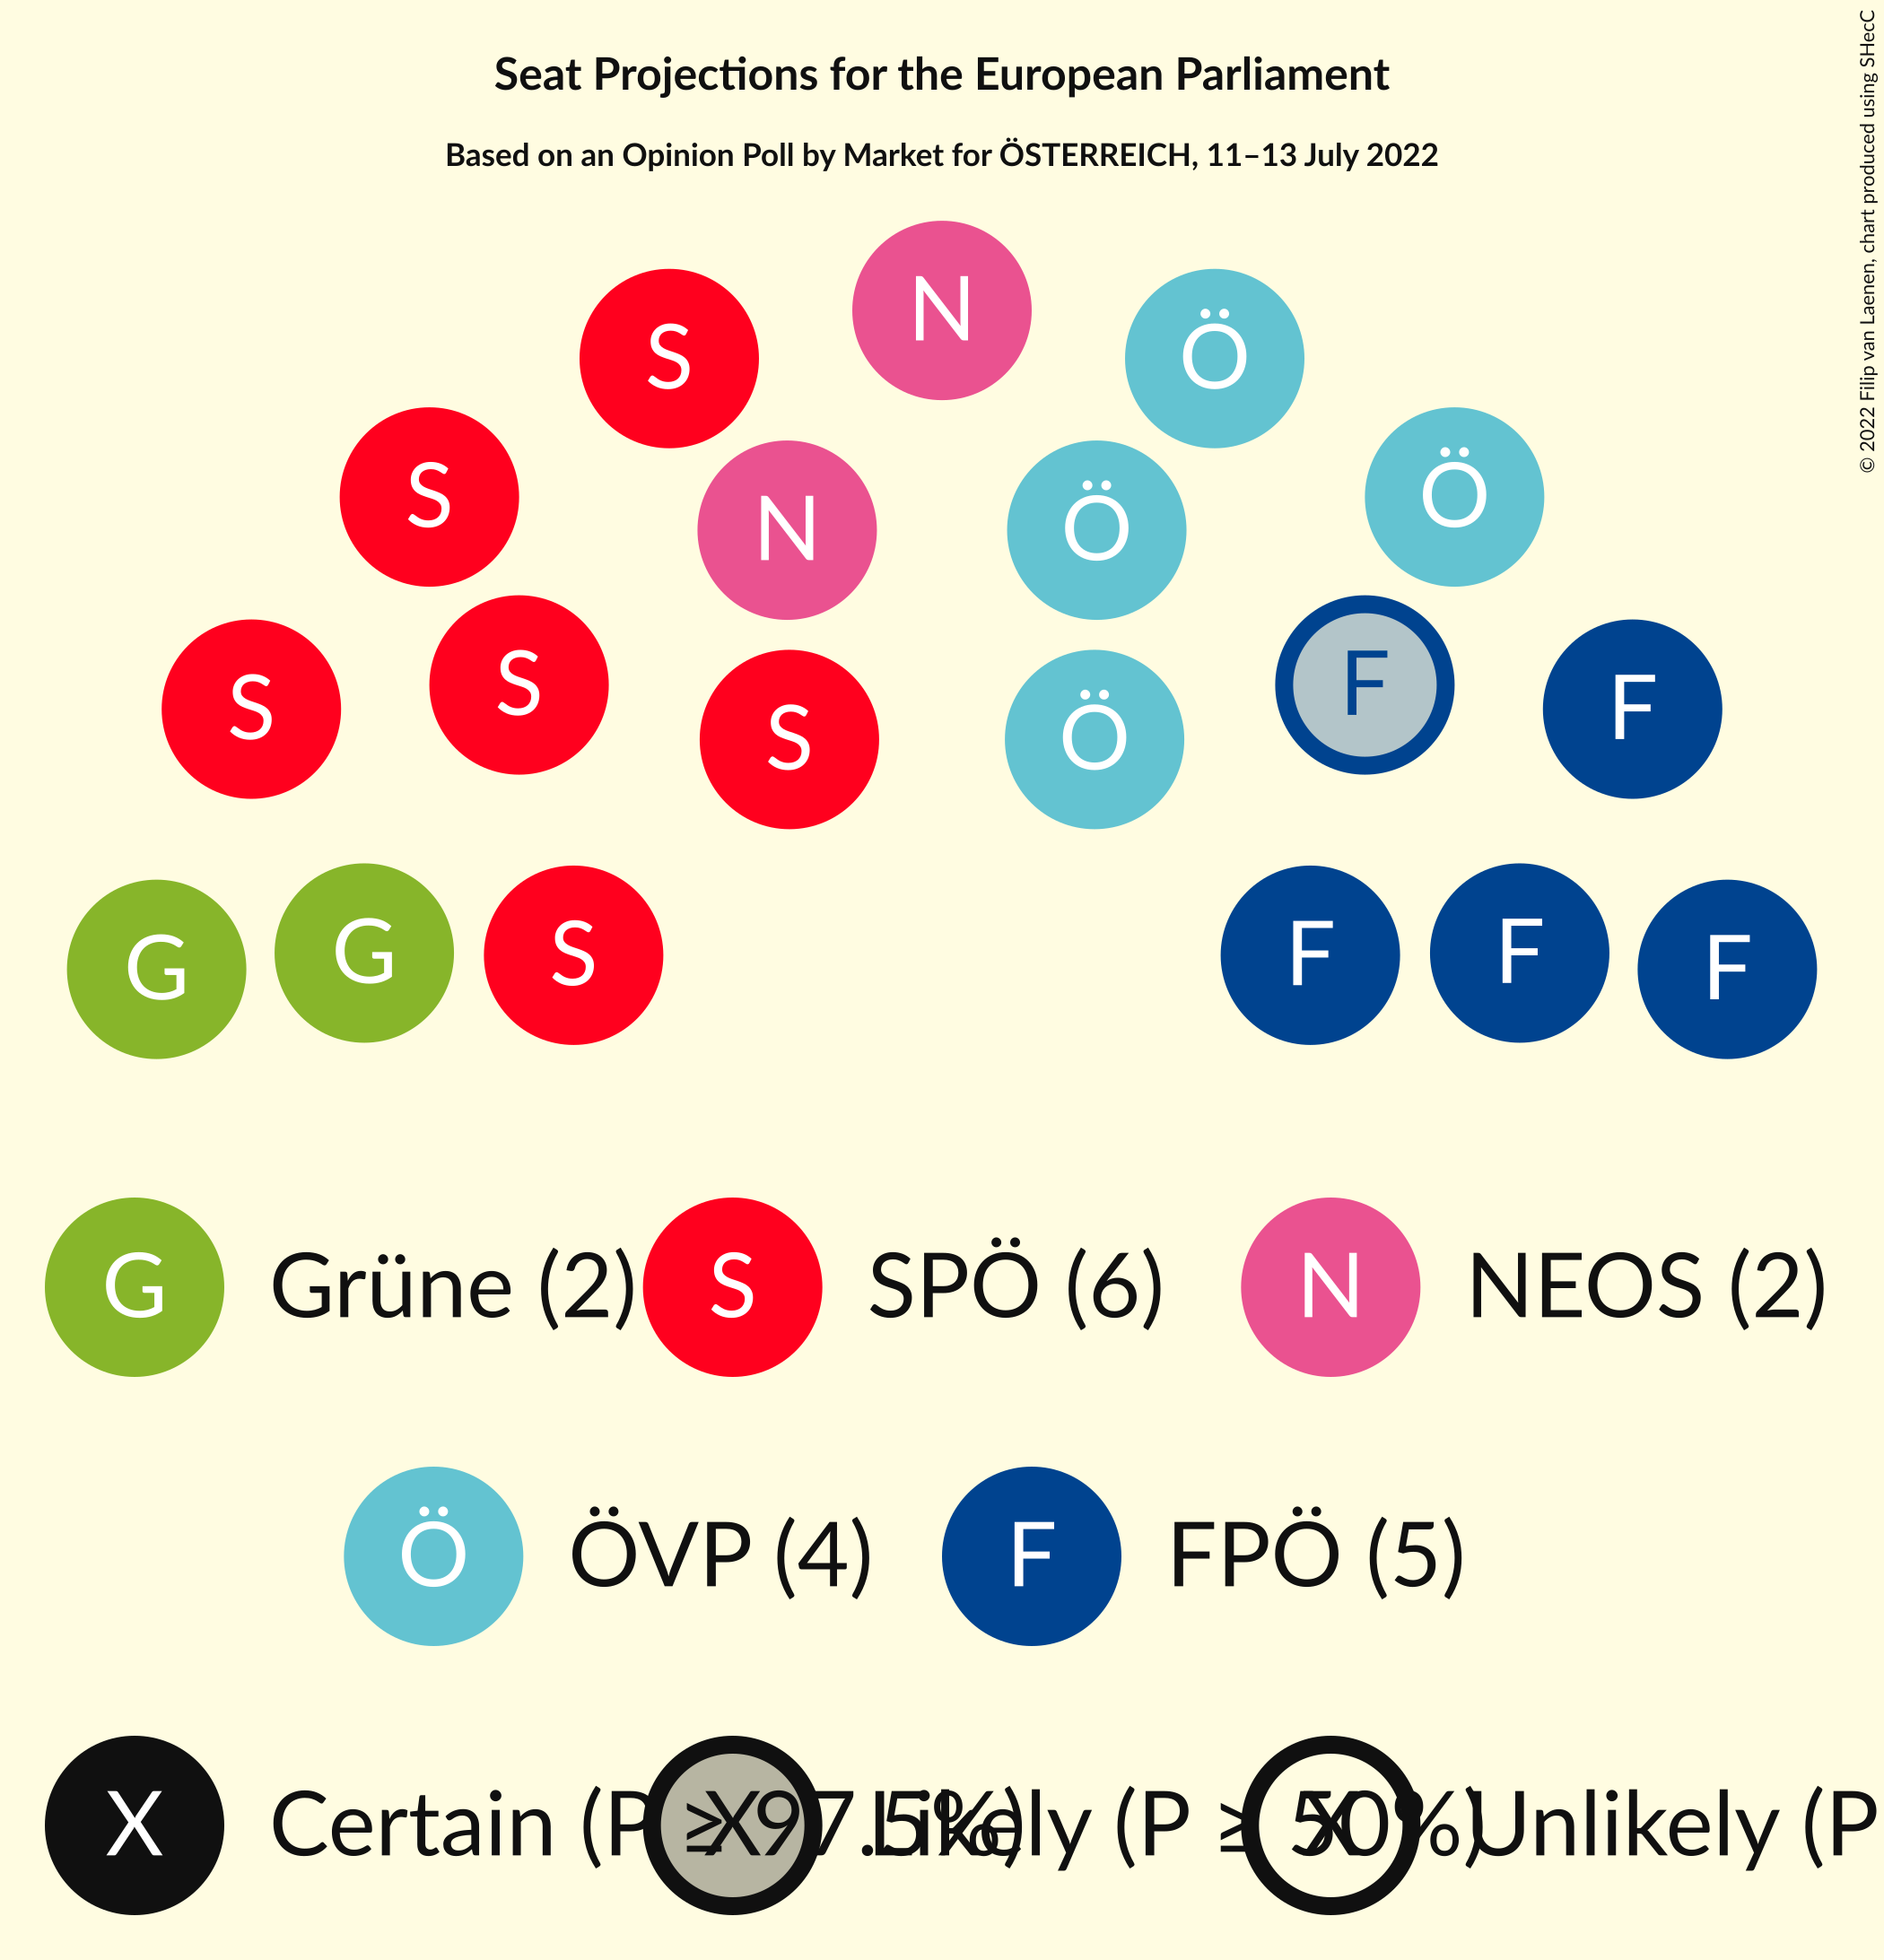 Seat Projections for the European Parliament
Based on an Opinion Poll by Market for ÖSTERREICH, 11–13 July 2022
© 2022 Filip van Laenen, chart produced using SHecC
N
S Ö
S Ö
N Ö
S F
S F
S Ö
G G S F F F
G Grüne (2) S SPÖ (6) N NEOS (2)
Ö ÖVP (4) F FPÖ (5)
X Certain (P ≥ 97.5%) X Likely (P ≥ 50%) X Unlikely (P